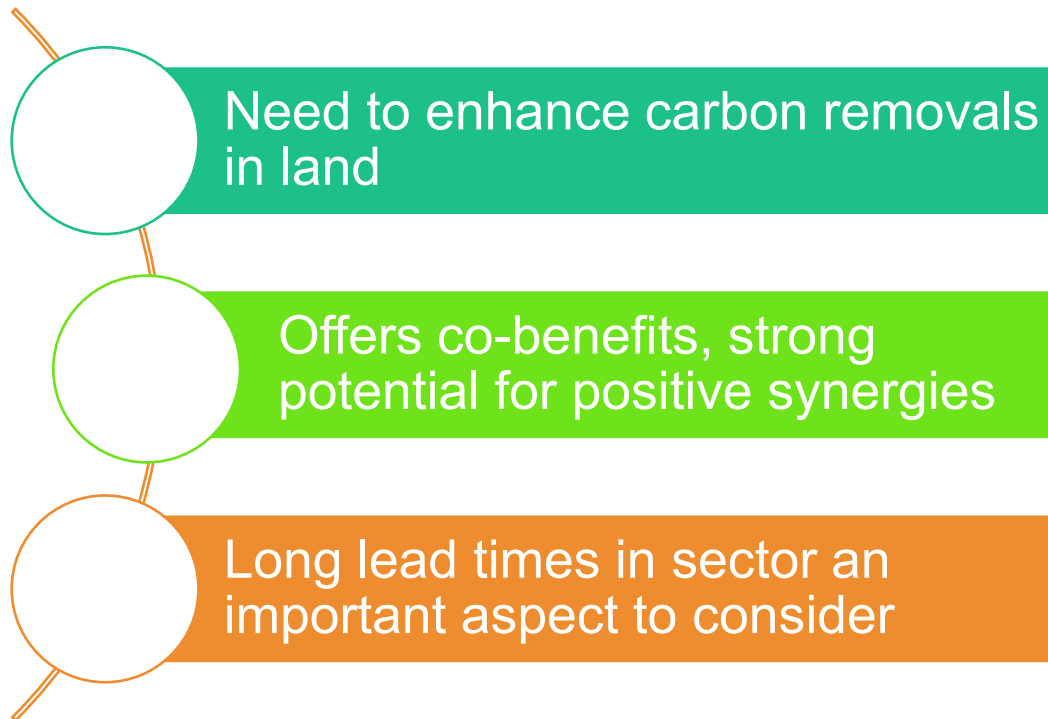 Need to enhance carbon removals
in land
Offers co-benefits, strong
potential for positive synergies
Long lead times in sector an
important aspect to consider